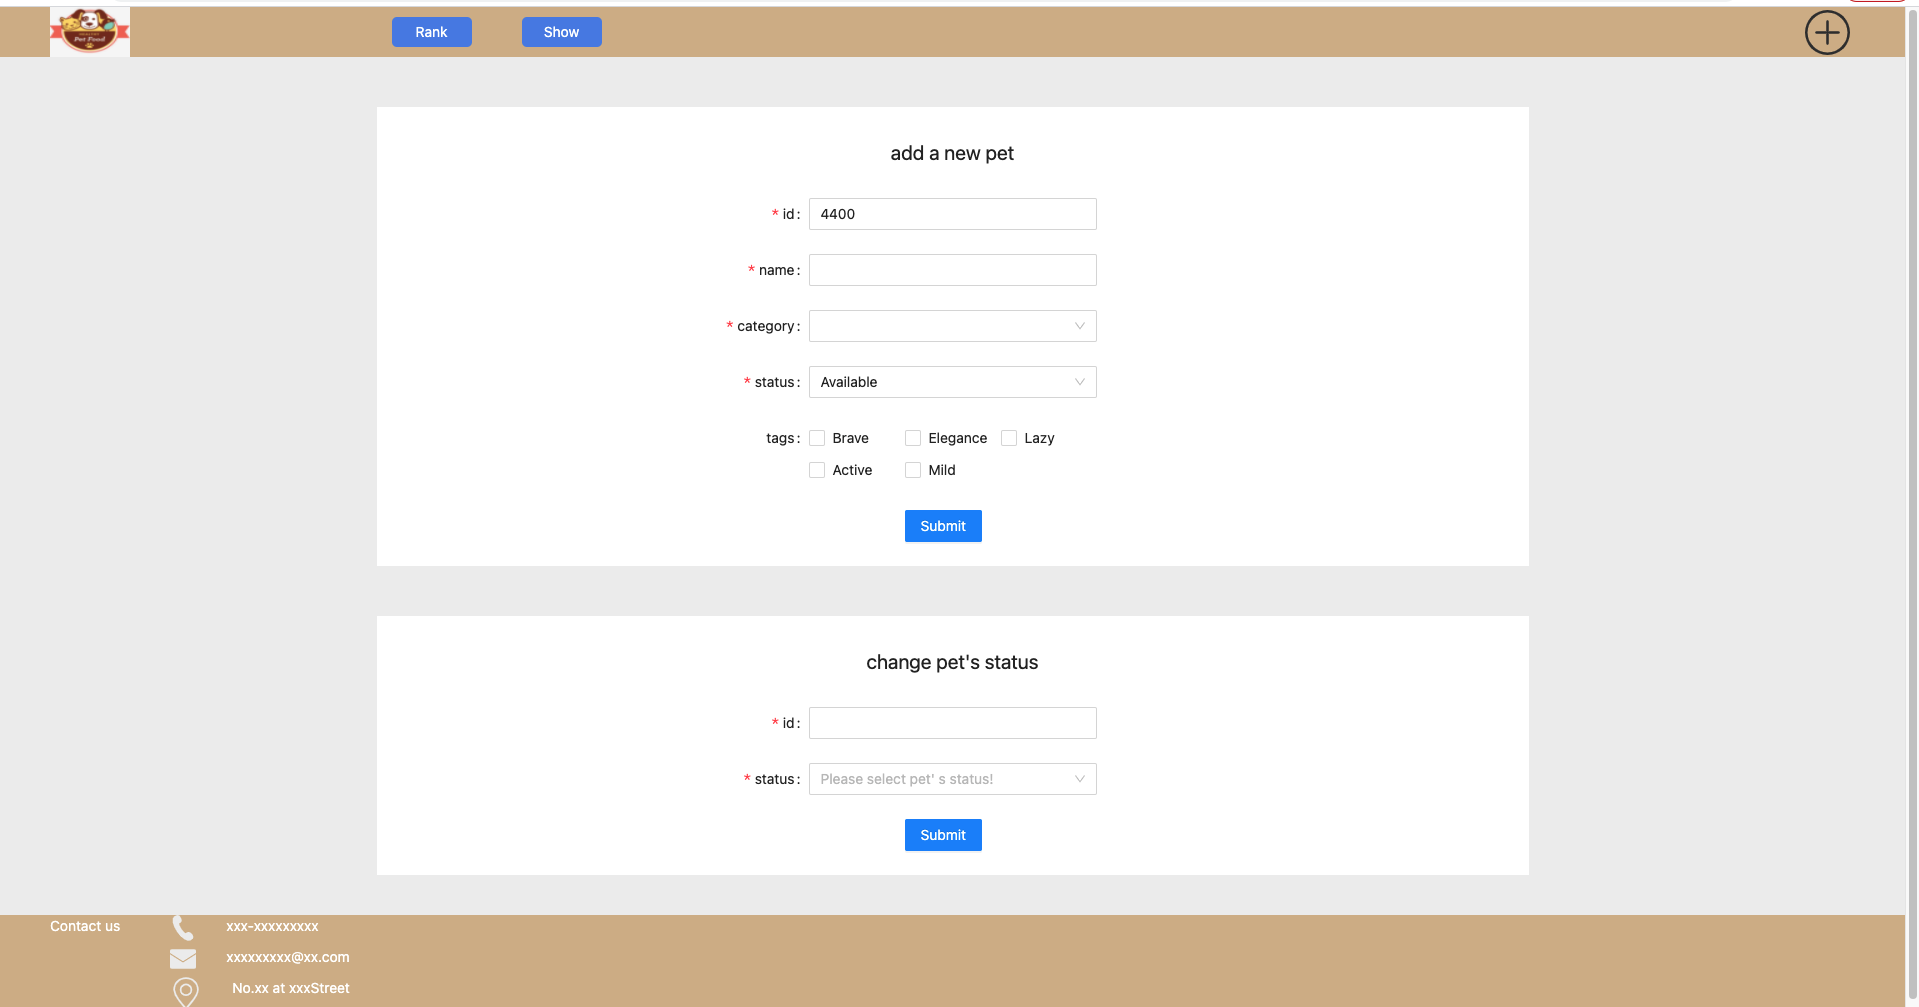 Pet Food
Rank
Show
add a new pet
* id: 4400
* name:
* category:
* status: Available
tags: Brave Elegance Lazy
Active Mild
Submit
change pet's status
* id:
* status: Please select pet' s status!
Submit
Contact us xxx-xxxxxxxxx
xxxxxxxxx@xx.com
No.xx at xxxStreet